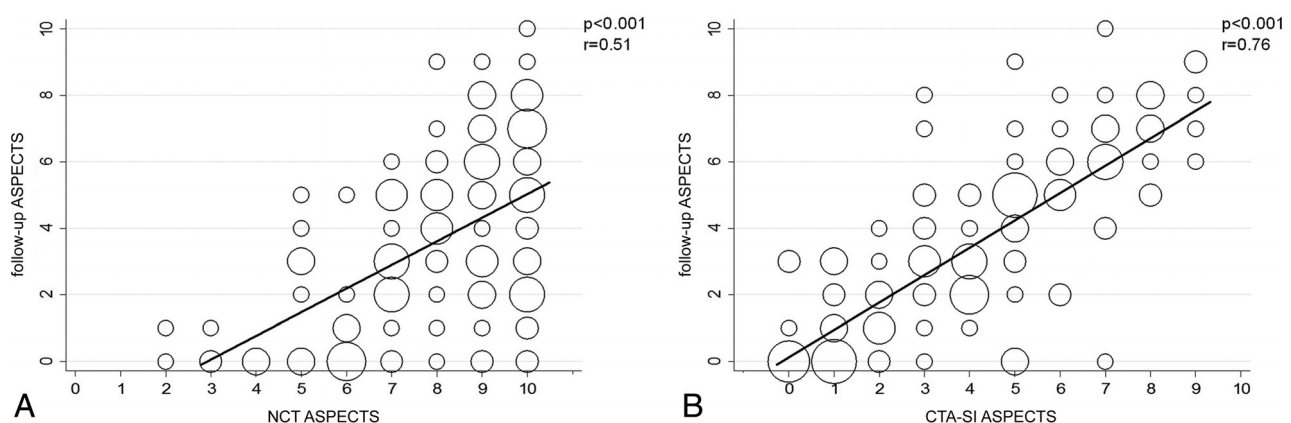 p<0.001
r=0.51
follow-up ASPECTS
10
8
6
4
2
0
0 1 2 3 4 5 6 7 8 9 10
NCT ASPECTS
A
p<0.001
r=0.76
follow-up ASPECTS
10
8
6
4
2
0
0 1 2 3 4 5 6 7 8 9 10
CTA-SI ASPECTS
B